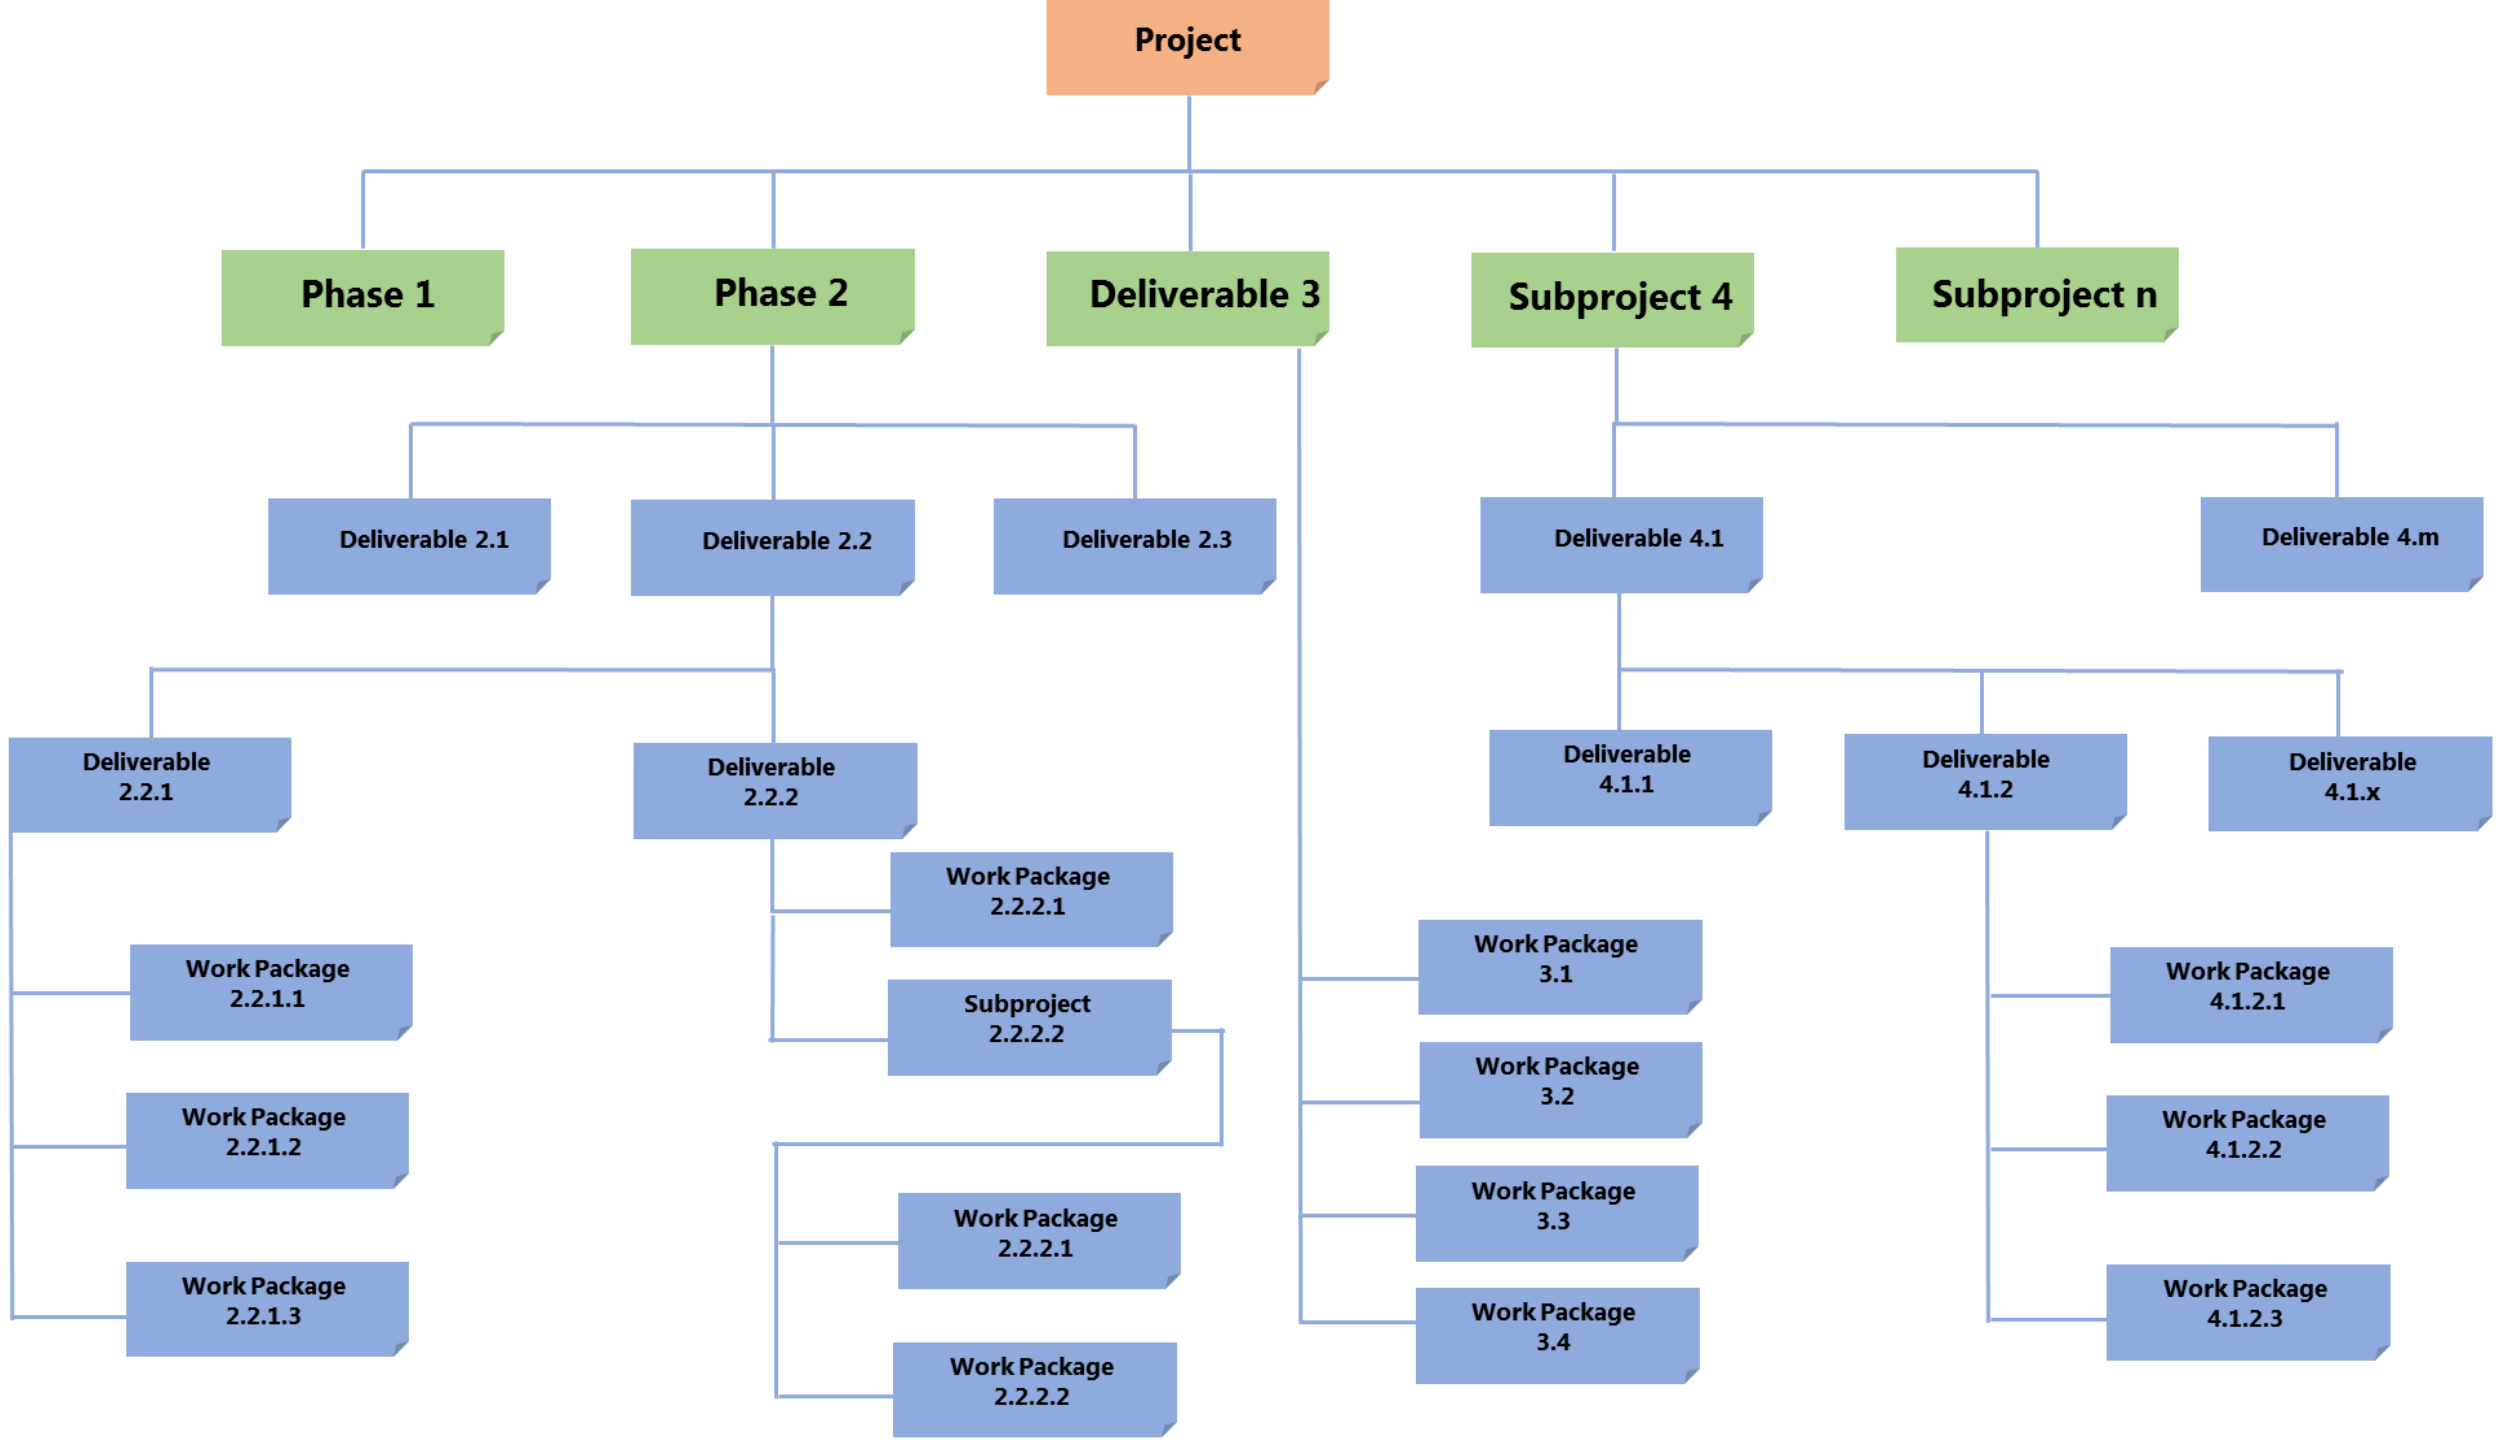 Project
Phase 1
Phase 2
Deliverable 3
Subproject 4
Subproject n
Deliverable 2.1
Deliverable 2.2
Deliverable 2.3
Deliverable 4.1
Deliverable 4.m
Deliverable
2.2.1
Deliverable
2.2.2
Deliverable
4.1.1
Deliverable
4.1.2
Deliverable
4.1.x
Work Package
2.2.1.1
Work Package
2.2.1.2
Work Package
2.2.1.3
Work Package
2.2.2.1
Subproject
2.2.2.2
Work Package
2.2.2.1
Work Package
2.2.2.2
Work Package
3.1
Work Package
3.2
Work Package
3.3
Work Package
3.4
Work Package
4.1.2.1
Work Package
4.1.2.2
Work Package
4.1.2.3